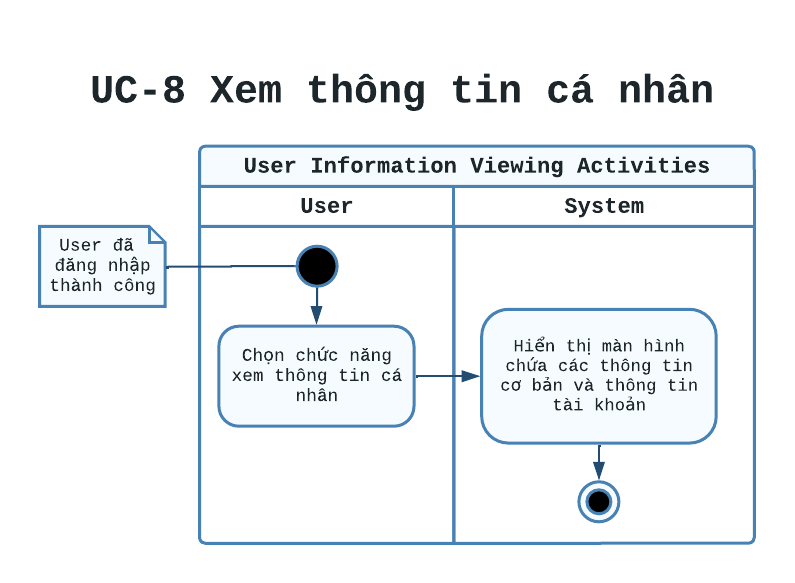 UC-8 Xem thông tin cá nhân
User Information Viewing Activities
User
System
User đã
đăng nhập
thành công
Chọn chức năng
xem thông tin cá
nhân
Hiển thị màn hình
chứa các thông tin
cơ bản và thông tin
tài khoản